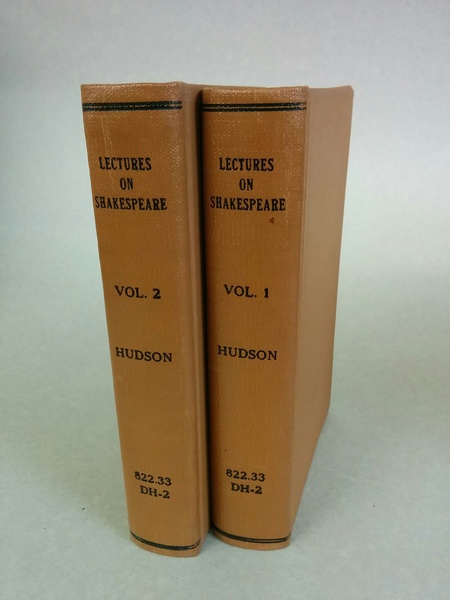 LECTURES
ON
SHAKESPEARE
VOL. 2
HUDSON
822.33
DH-2
LECTURES
ON
SHAKESPEARE
VOL. 1
HUDSON
822.33
DH-2